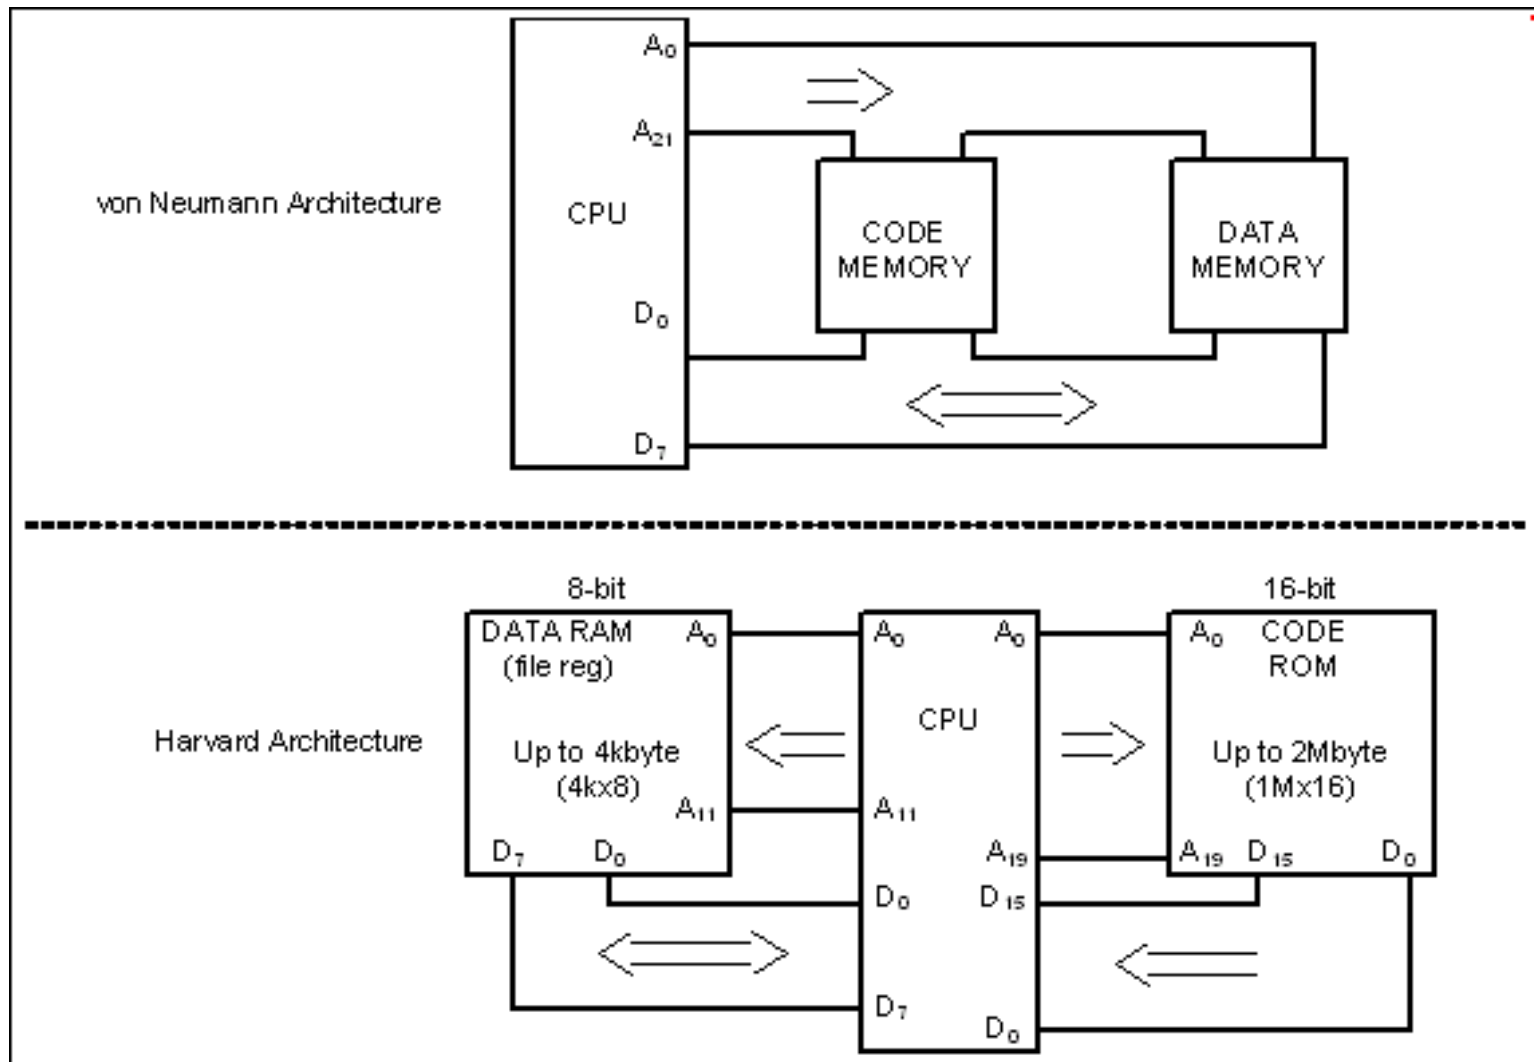 A₀
A₂₁
von Neumann Architecture
CPU
CODE
MEMORY
DATA
MEMORY
D₀
D₇
8-bit
16-bit
DATA RAM
(file reg)
A₀
A₀
A₀
A₀
CODE
ROM
CPU
Harvard Architecture
Up to 4kbyte
(4kx8)
Up to 2Mbyte
(1Mx16)
A₁₁
A₁₁
D₇
D₀
A₁₉
A₁₉
D₁₅
D₀
D₀
D₁₅
D₇
D₀